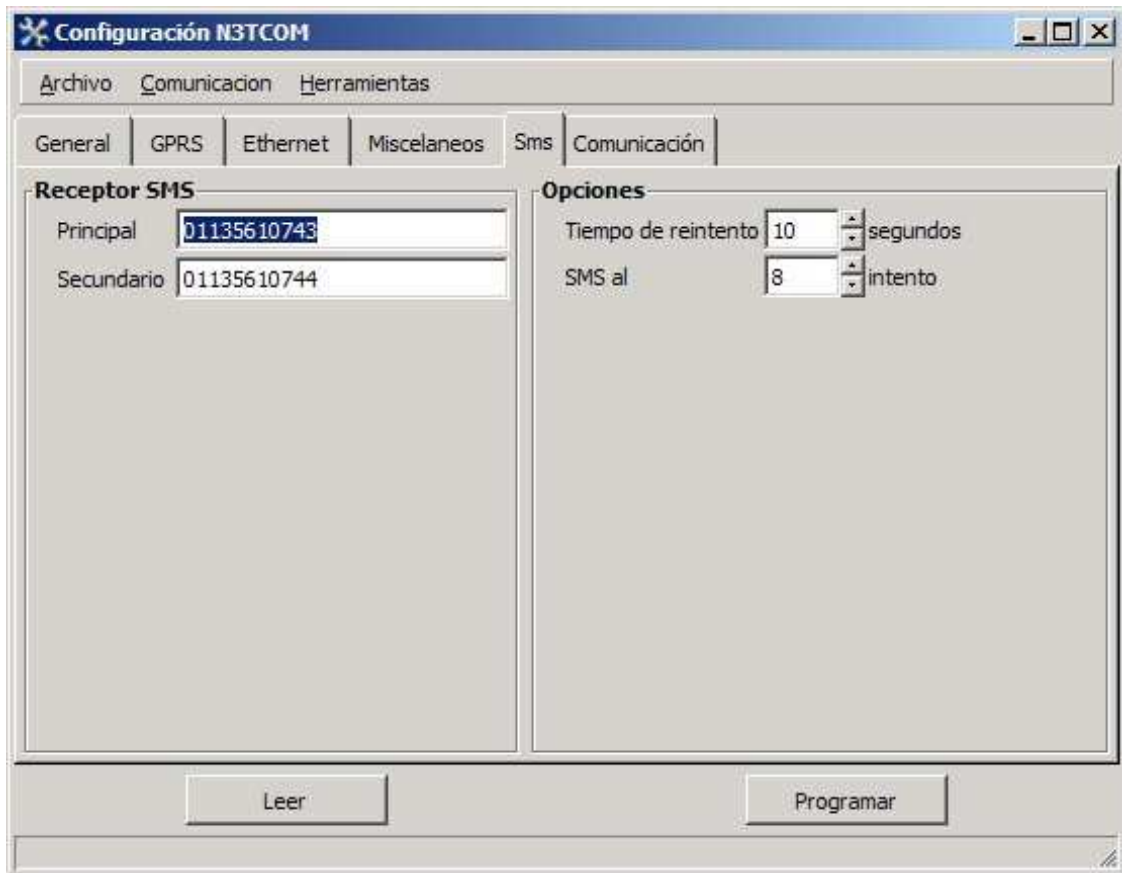 Configuración N3TCOM
Archivo Comunicacion Herramientas
General GPRS Ethernet Miscelaneos Sms Comunicación
Receptor SMS
Principal 01135610743
Secundario 01135610744
Opciones
Tiempo de reintento 10 segundos
SMS al 8 intento
Leer Programar